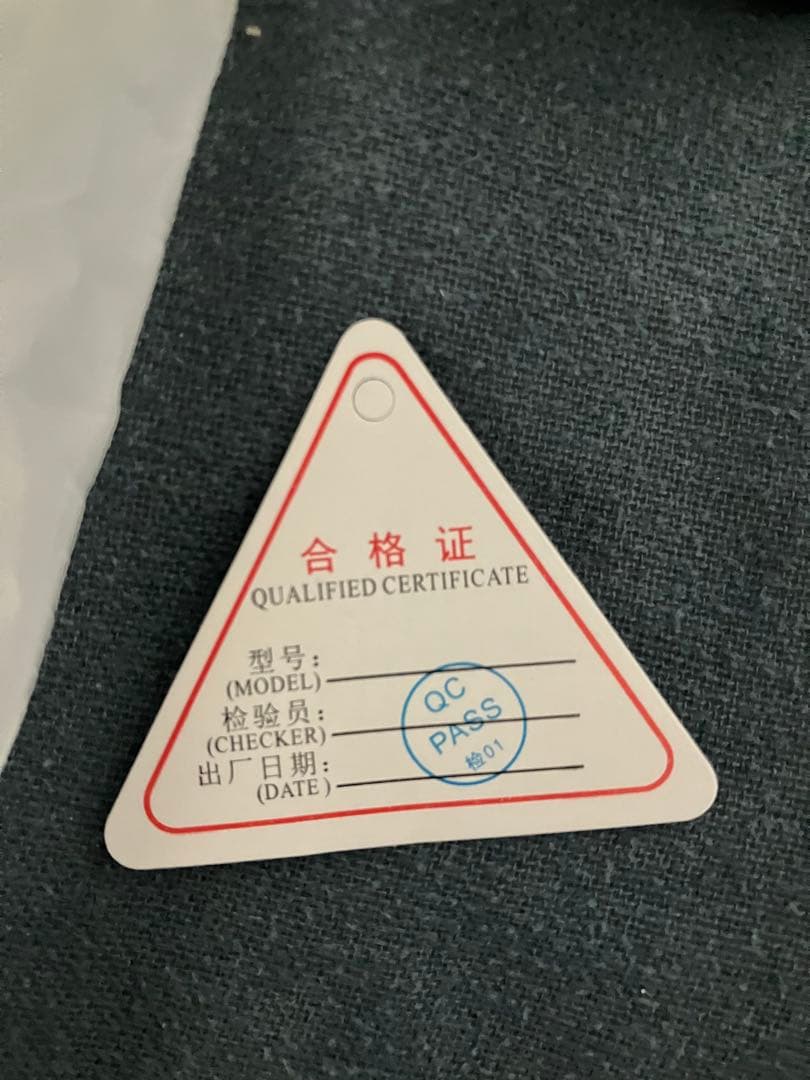 合格证
QUALIFIED CERTIFICATE
型号:
(MODEL)
检验员:
(CHECKER)
出厂日期:
(DATE)
QC
PASS
检01